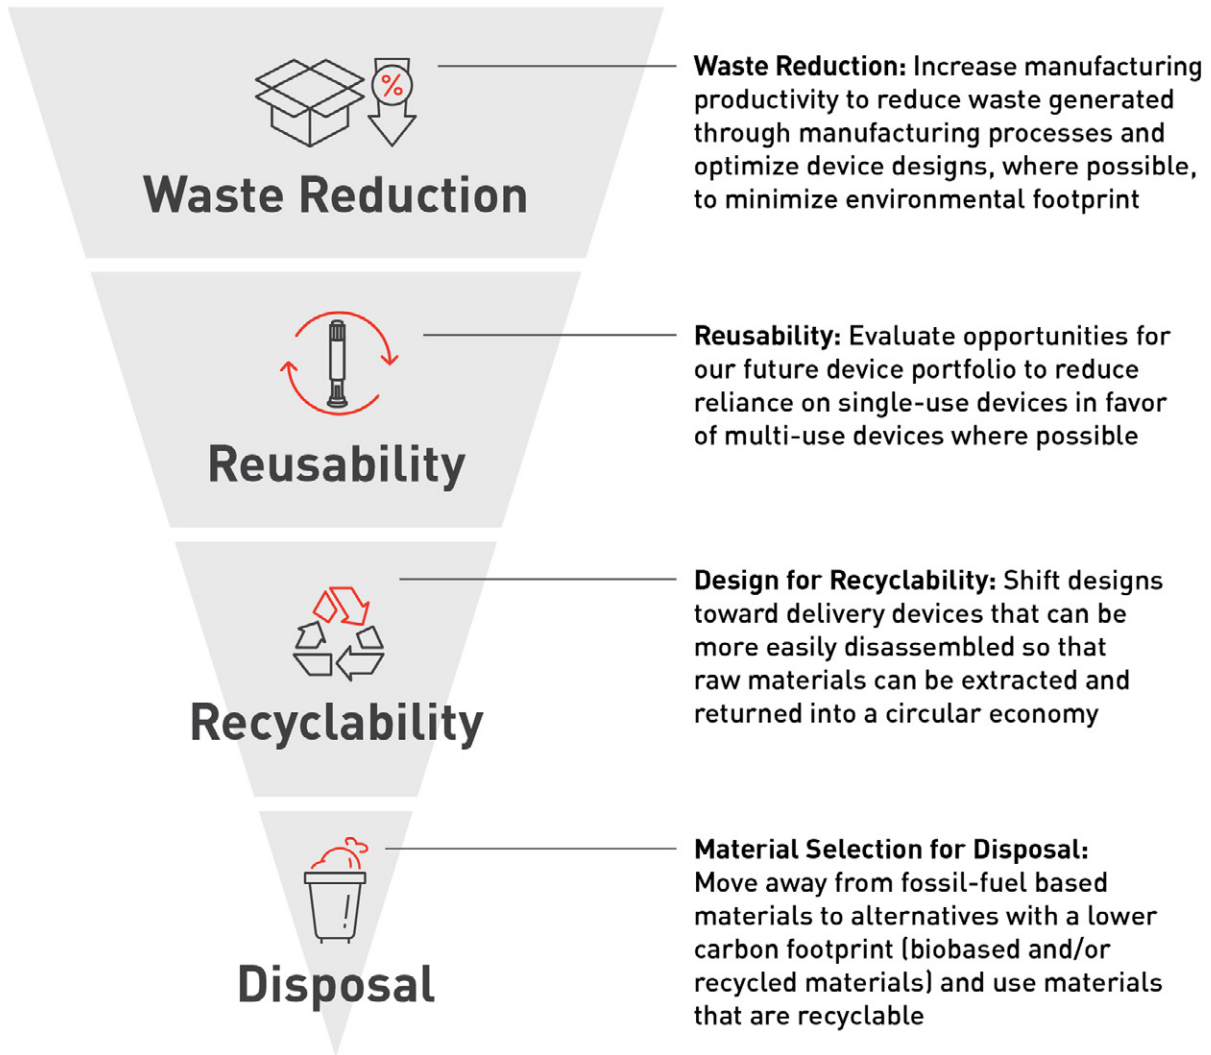 %
Waste Reduction
Waste Reduction: Increase manufacturing
productivity to reduce waste generated
through manufacturing processes and
optimize device designs, where possible,
to minimize environmental footprint
Reusability
Reusability: Evaluate opportunities for
our future device portfolio to reduce
reliance on single-use devices in favor
of multi-use devices where possible
Recyclability
Design for Recyclability: Shift designs
toward delivery devices that can be
more easily disassembled so that
raw materials can be extracted and
returned into a circular economy
Disposal
Material Selection for Disposal:
Move away from fossil-fuel based
materials to alternatives with a lower
carbon footprint (biobased and/or
recycled materials) and use materials
that are recyclable